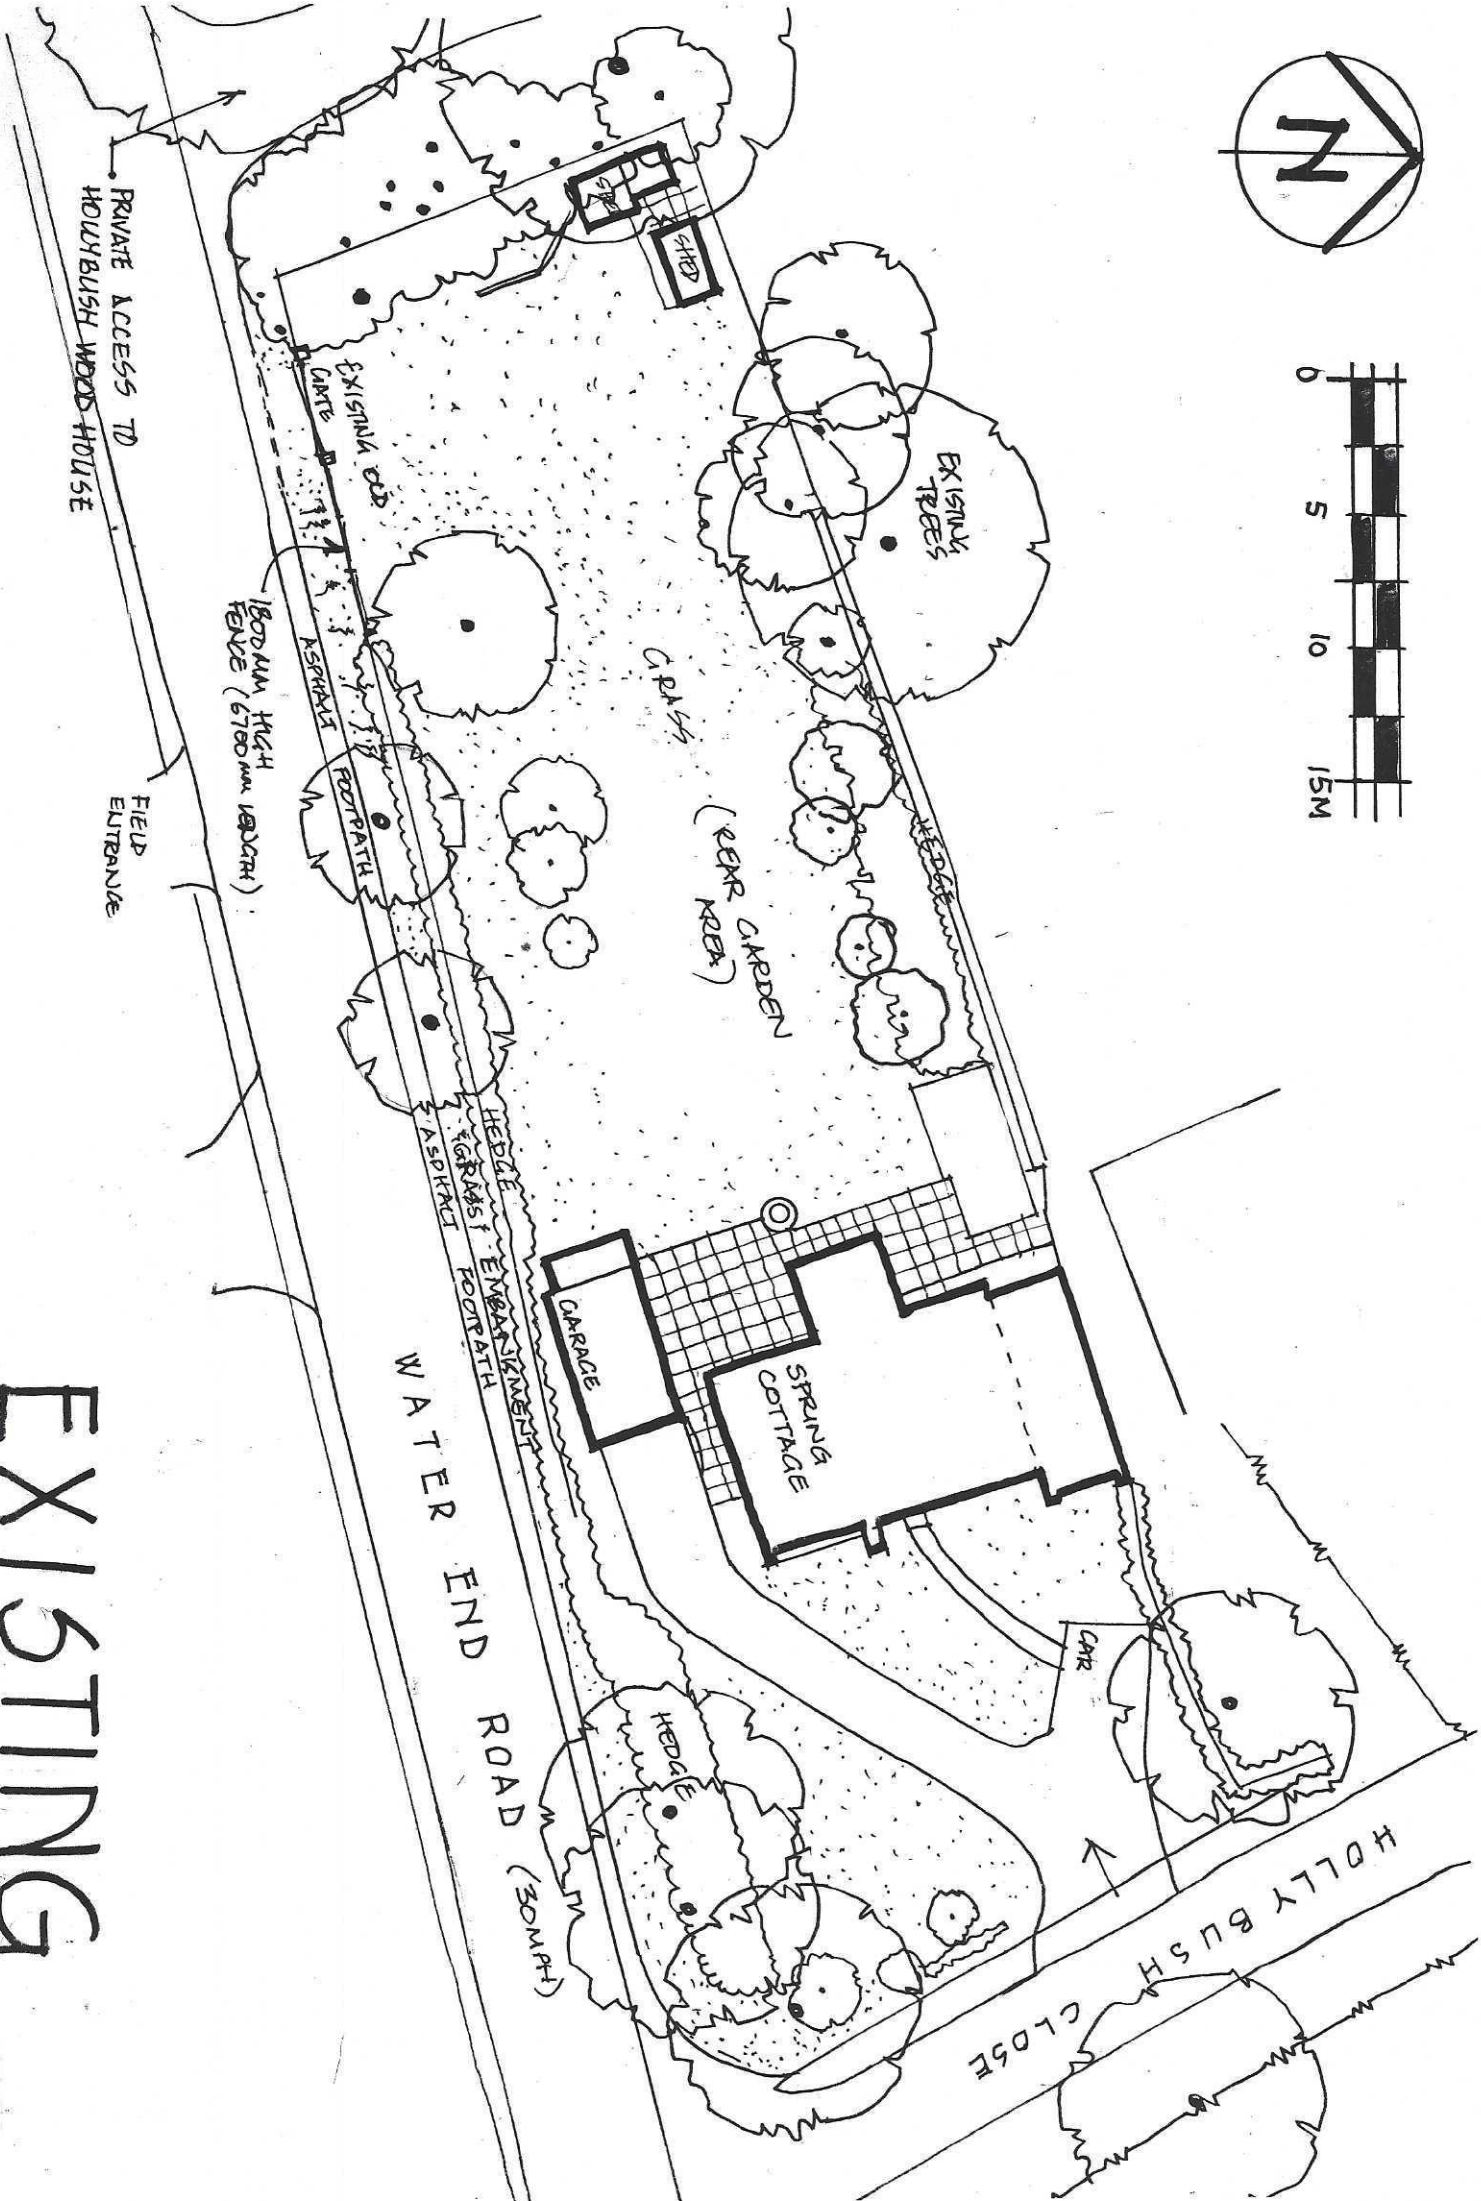 N
0 5 10 15M
SHED
EXISTING
TREES
PRIVATE ACCESS TO
HOLLYBUSH WOOD HOUSE
EXISTING OLD
GATE
1800MM HIGH
FENCE (6700MM LENGTH)
FIELD
ENTRANCE
GRASS
(REAR GARDEN
AREA)
HEDGE
ASPHALT FOOTPATH
HEDGE
GRASS EMBANKMENT
ASPHALT FOOTPATH
GARAGE
SPRING
COTTAGE
CAR
HEDGE
WATER END ROAD (30MPH)
HOLLY BUSH CLOSE
EXISTING